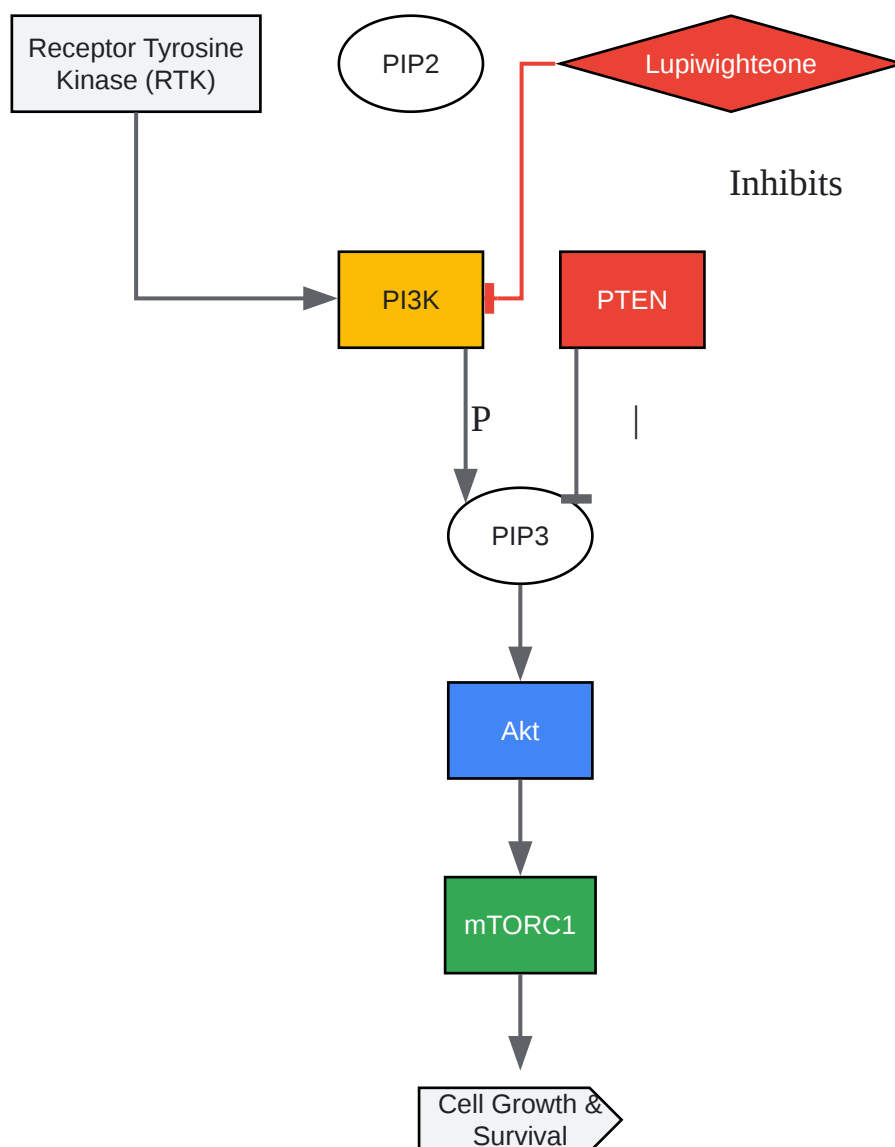 Receptor Tyrosine
Kinase (RTK)
PIP2
Lupiwighteone
Inhibits
PI3K
PTEN
P
|
PIP3
Akt
mTORC1
Cell Growth &
Survival